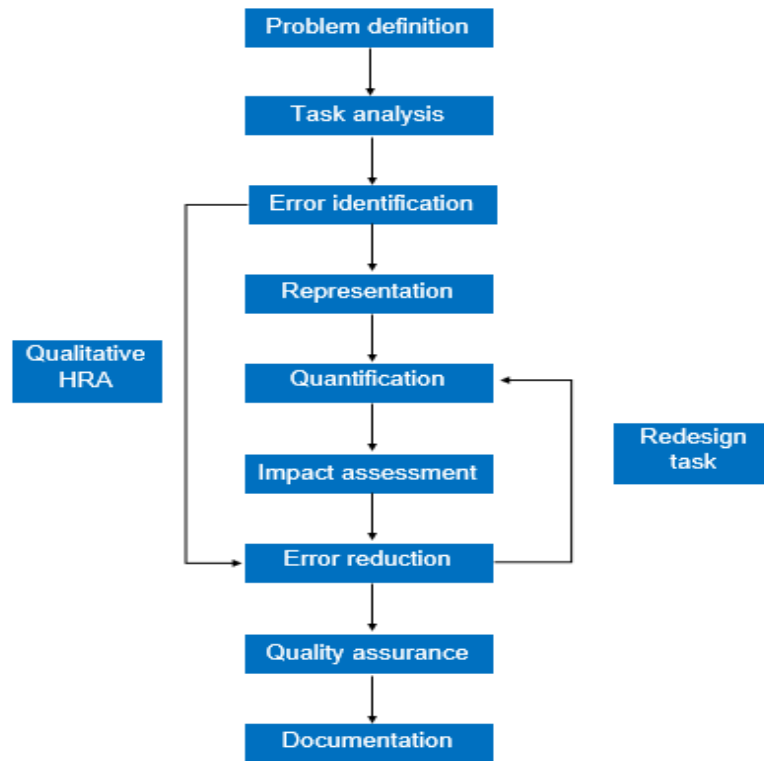 Problem definition
Task analysis
Error identification
Representation
Qualitative
HRA
Quantification
Redesign
task
Impact assessment
Error reduction
Quality assurance
Documentation